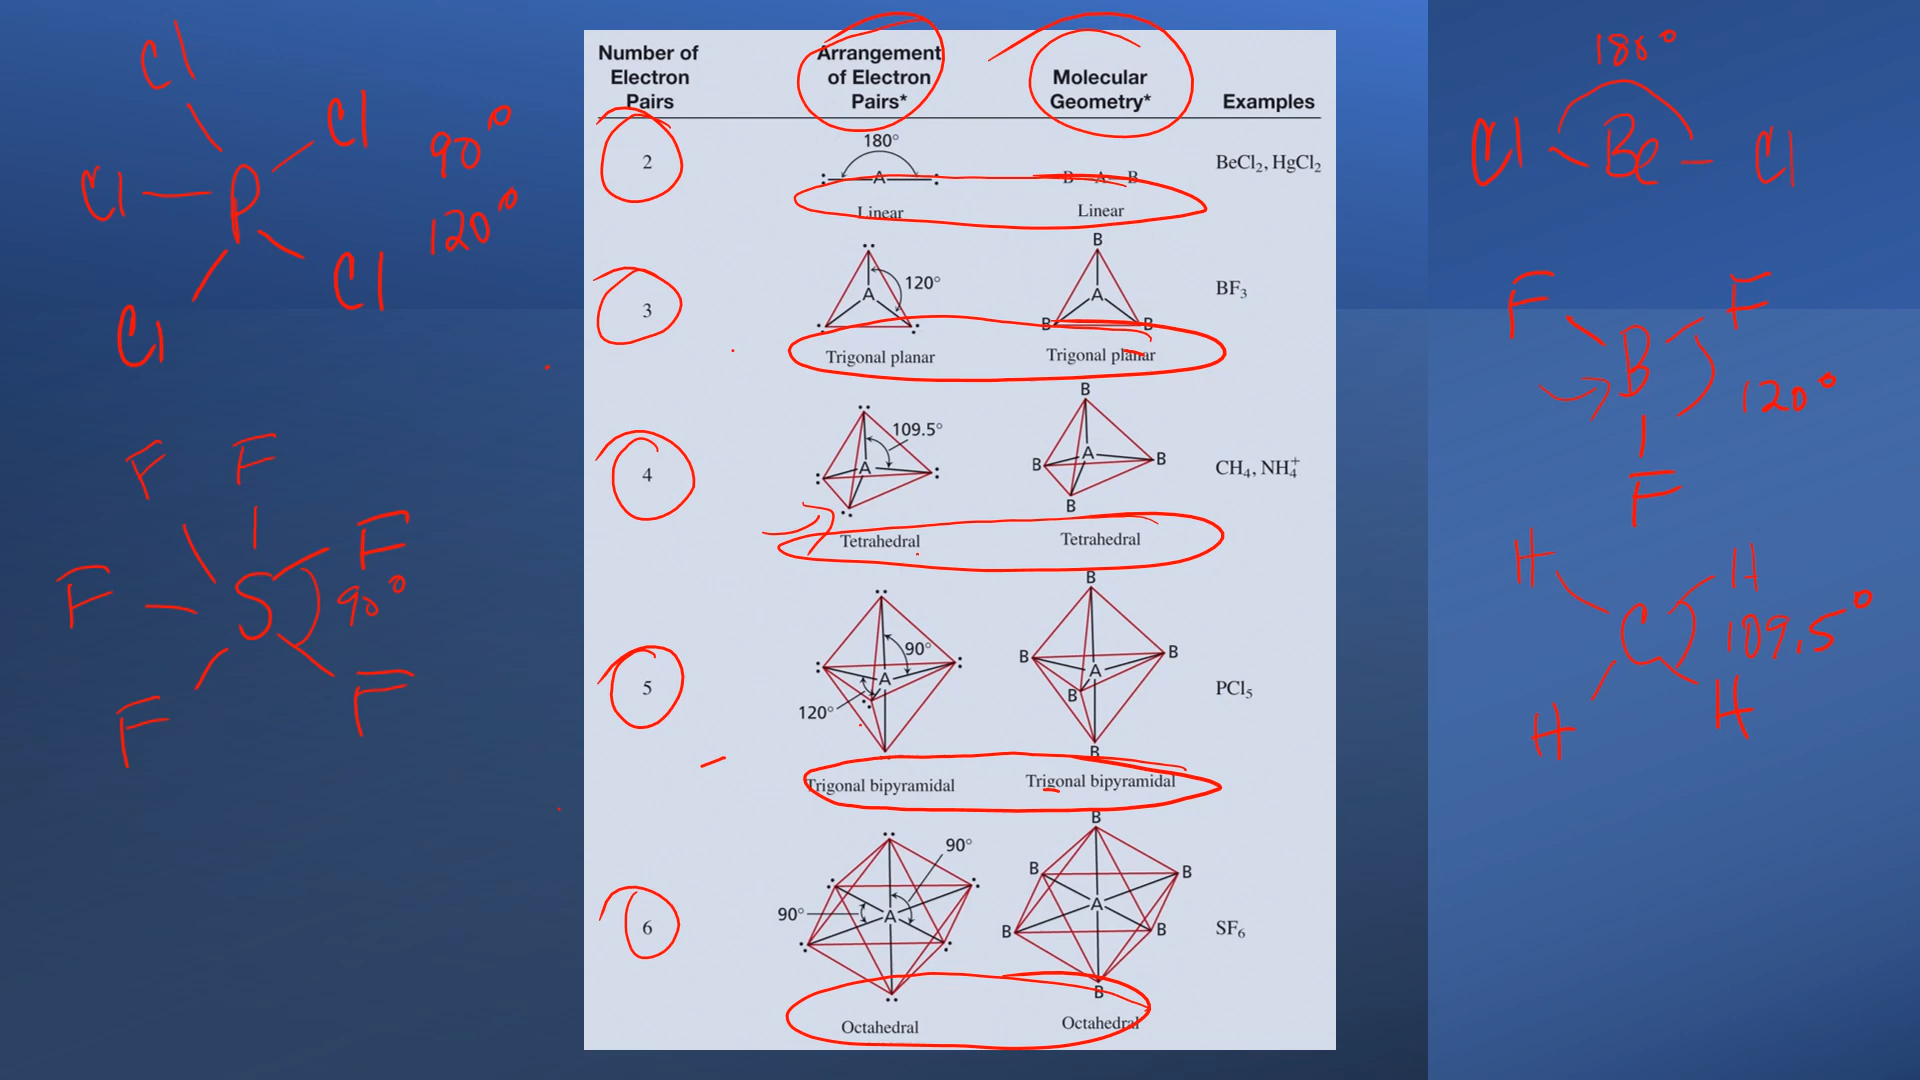 Number of Electron Pairs
Arrangement of Electron Pairs*
Molecular Geometry*
Examples
2
180°
: A :
Linear
B A B
Linear
BeCl₂, HgCl₂
3
120°
A
Trigonal planar
B
A
B B
Trigonal planar
BF₃
4
109.5°
A
Tetrahedral
B
B A B
B
Tetrahedral
CH₄, NH₄⁺
5
90°
A
120°
Trigonal bipyramidal
B
B B
A
B
B
Trigonal bipyramidal
PCl₅
6
90°
90°
A
Octahedral
B
B B
A
B B
B
Octahedral
SF₆
Cl
Cl
Cl P
Cl
Cl
90°
120°
F F
F
F S
90°
F F
180°
Cl Be Cl
F F
B
120°
F
H H
C
109.5°
H H